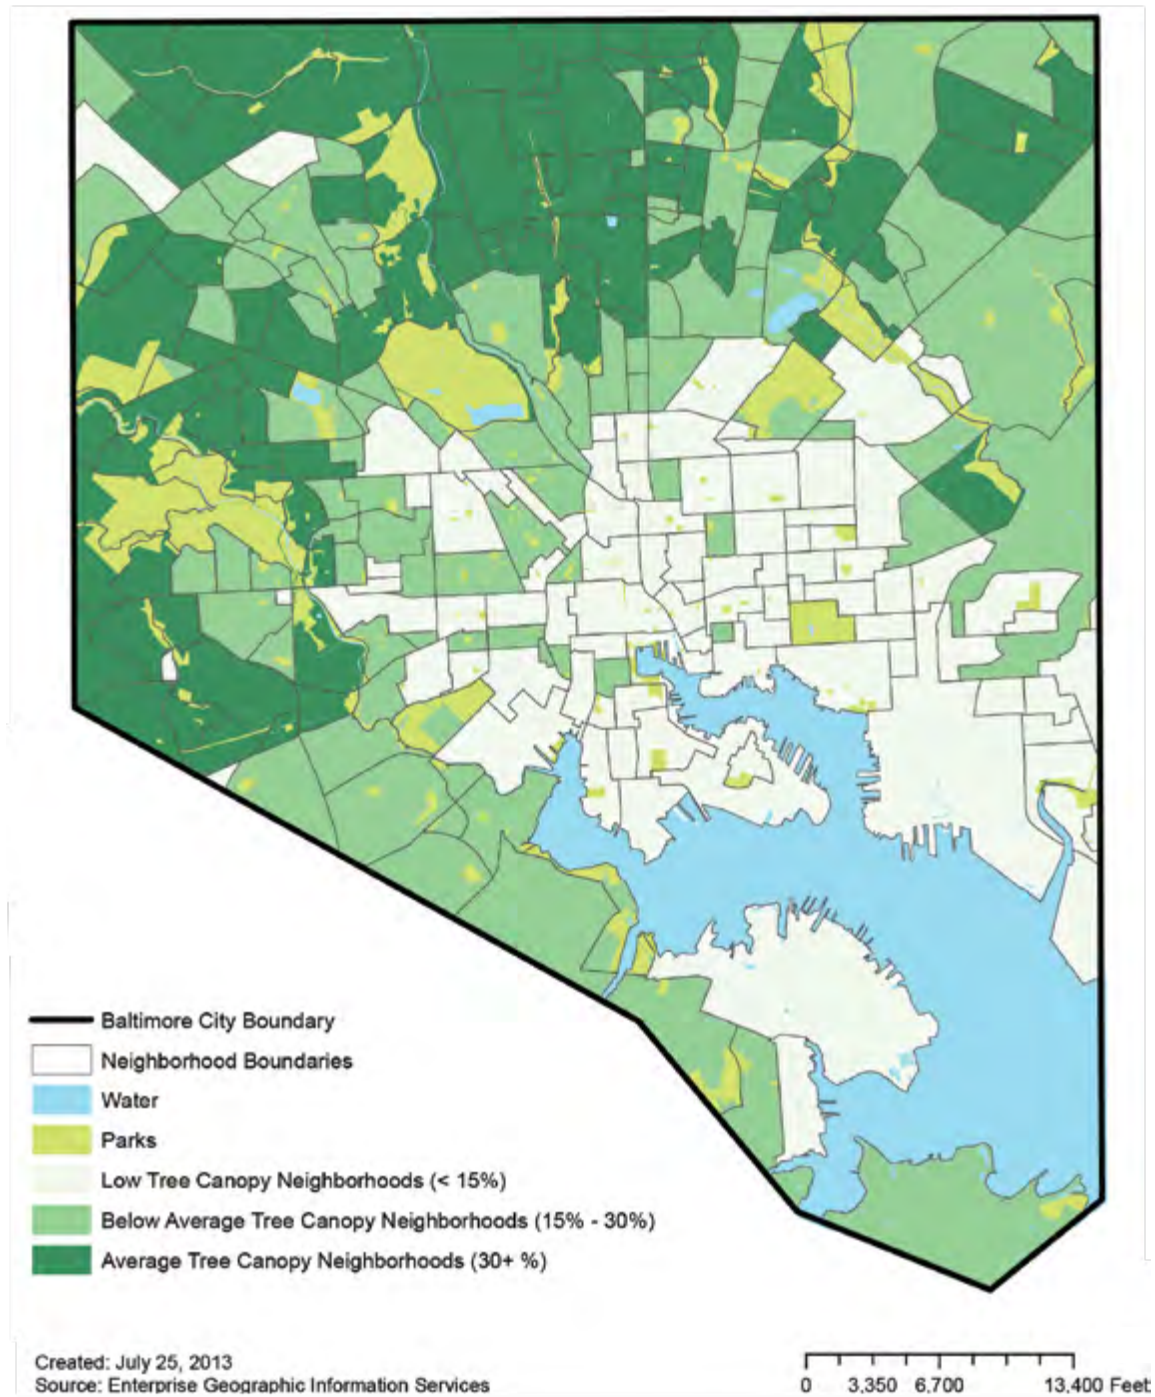 Baltimore City Boundary
Neighborhood Boundaries
Water
Parks
Low Tree Canopy Neighborhoods (< 15%)
Below Average Tree Canopy Neighborhoods (15% - 30%)
Average Tree Canopy Neighborhoods (30+ %)
Created: July 25, 2013
Source: Enterprise Geographic Information Services
0 3,350 6,700 13,400 Feet